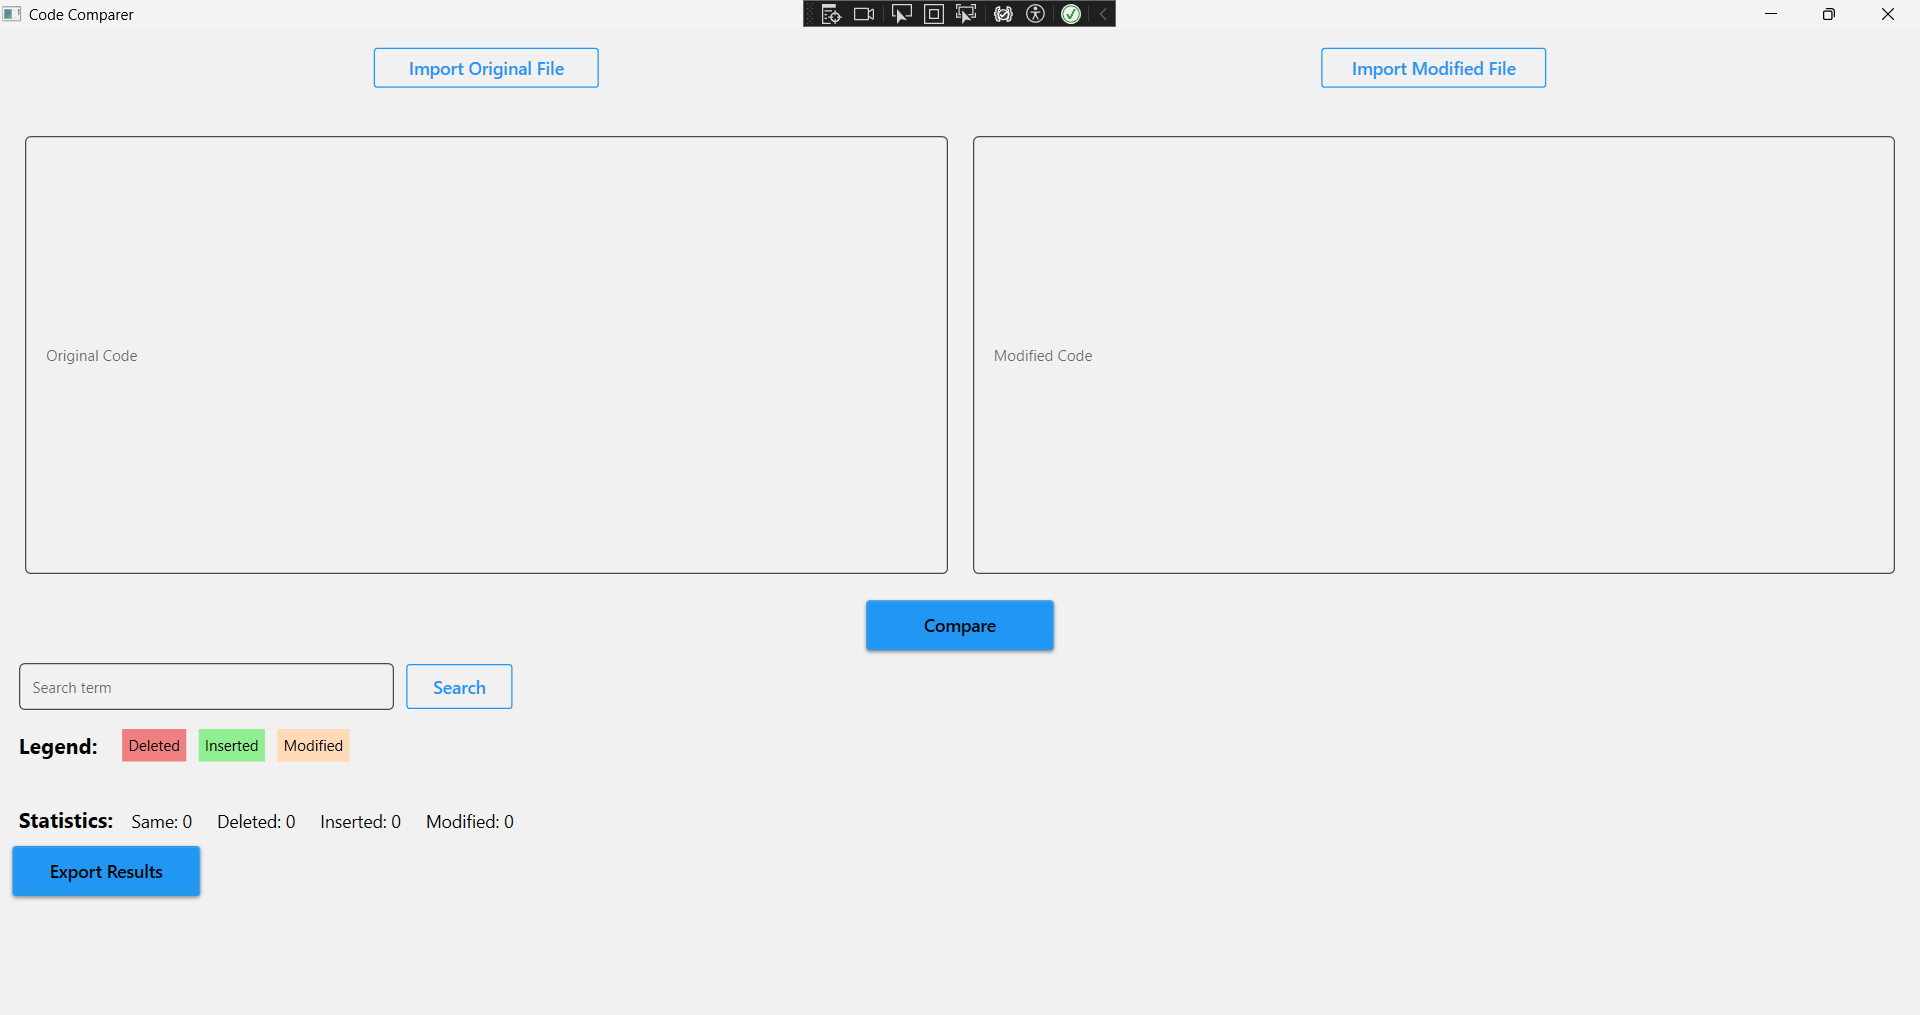 Code Comparer
Import Original File
Import Modified File
Original Code
Modified Code
Compare
Search term
Search
Legend: Deleted Inserted Modified
Statistics: Same: 0 Deleted: 0 Inserted: 0 Modified: 0
Export Results